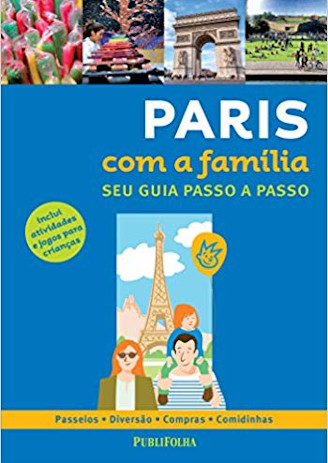 PARIS
com a família
SEU GUIA PASSO A PASSO
inclui
atividades
e jogos para
crianças
Passeios • Diversão • Compras • Comidinhas
PUBLIFOLHA